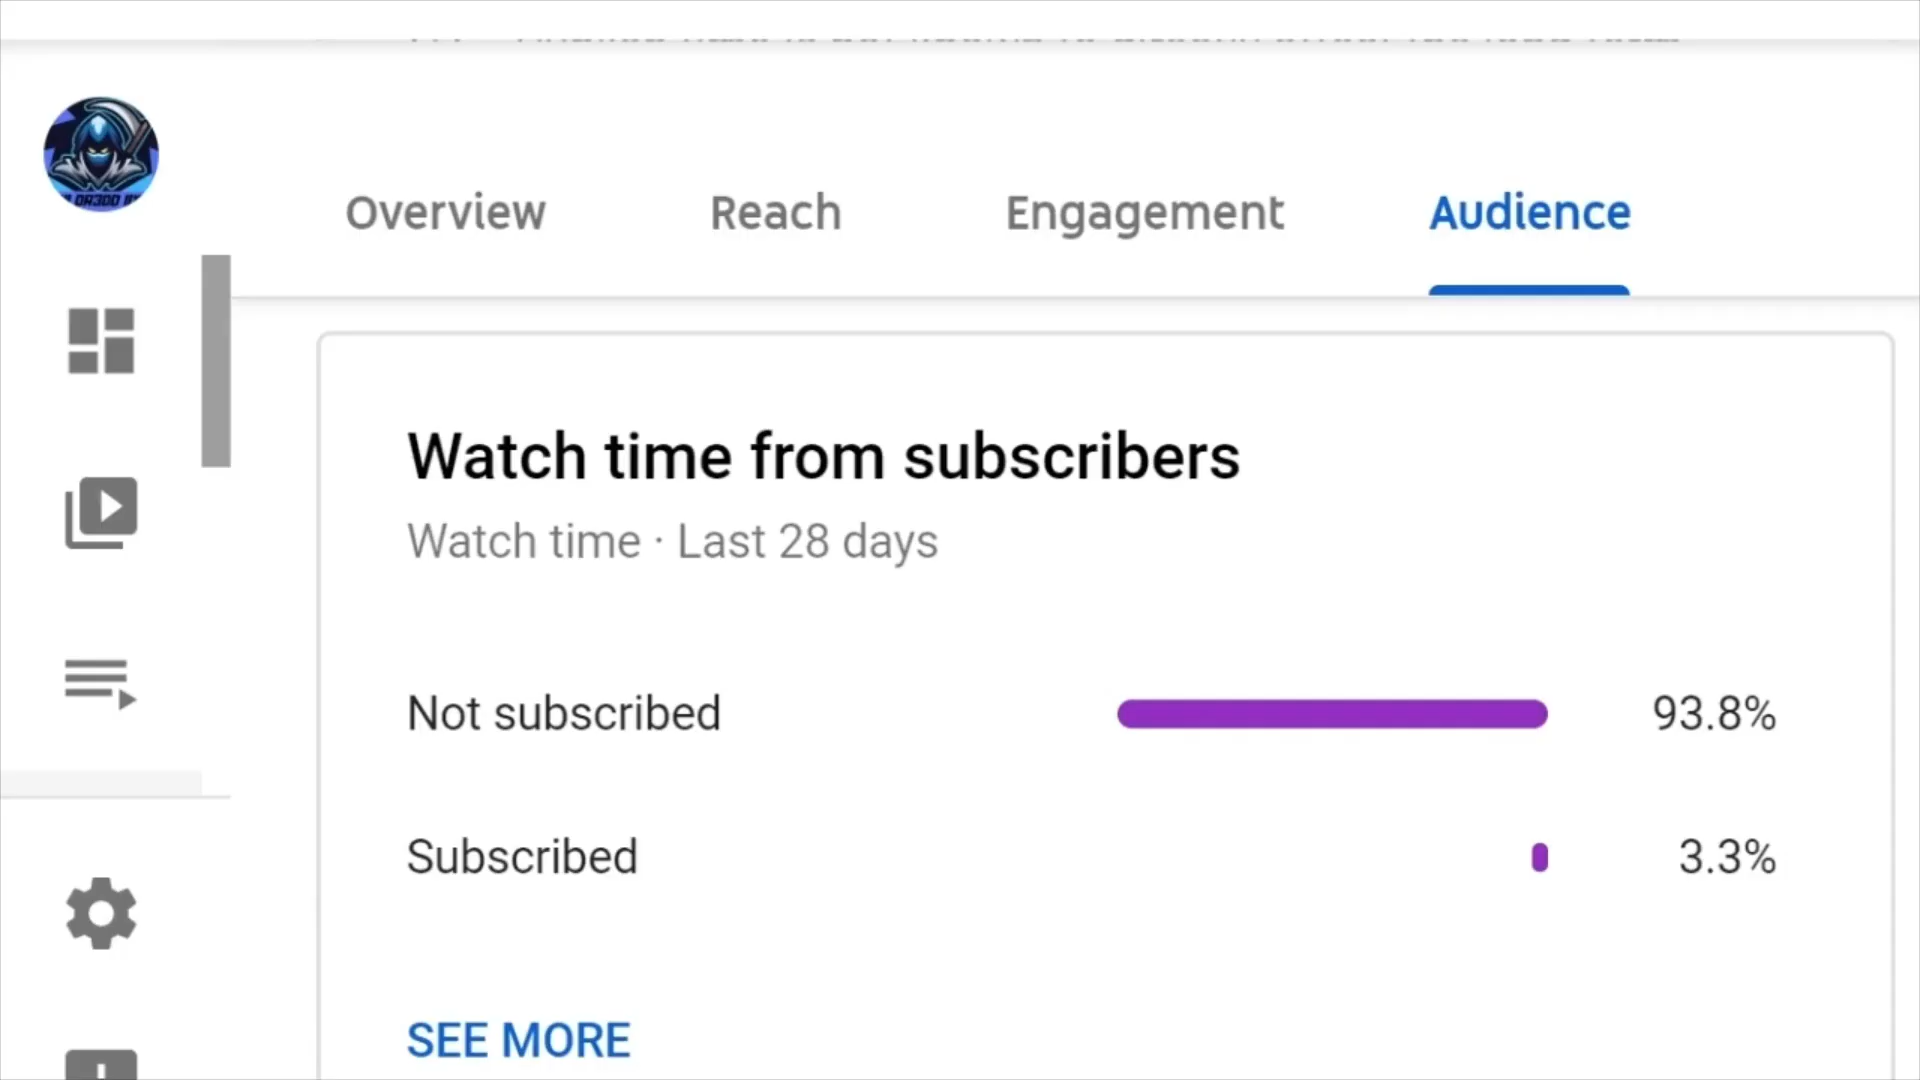 Overview Reach Engagement Audience
Watch time from subscribers
Watch time · Last 28 days
Not subscribed 93.8%
Subscribed 3.3%
SEE MORE